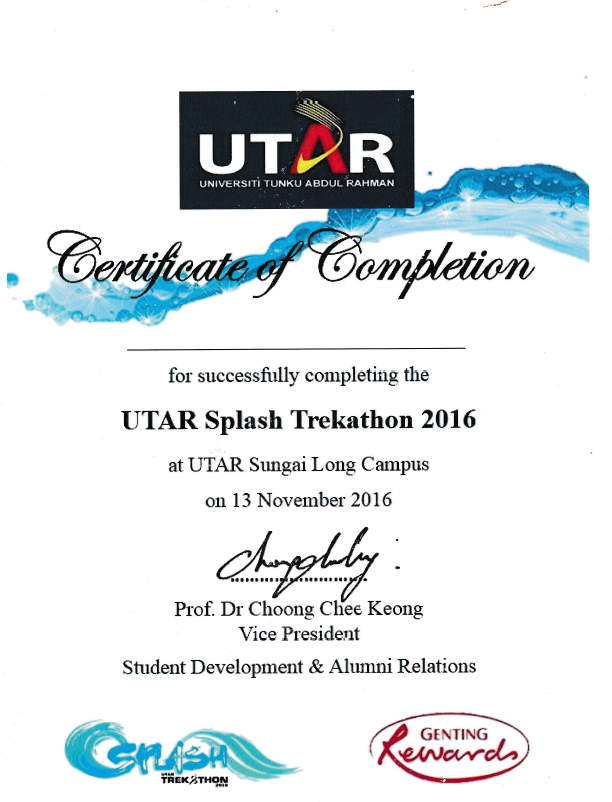 UTAR
UNIVERSITI TUNKU ABDUL RAHMAN
Certificate of Completion
for successfully completing the
UTAR Splash Trekathon 2016
at UTAR Sungai Long Campus
on 13 November 2016
Prof. Dr Choong Chee Keong
Vice President
Student Development & Alumni Relations
SPLASH
UTAR
TREKATHON
2016
GENTING
Rewards